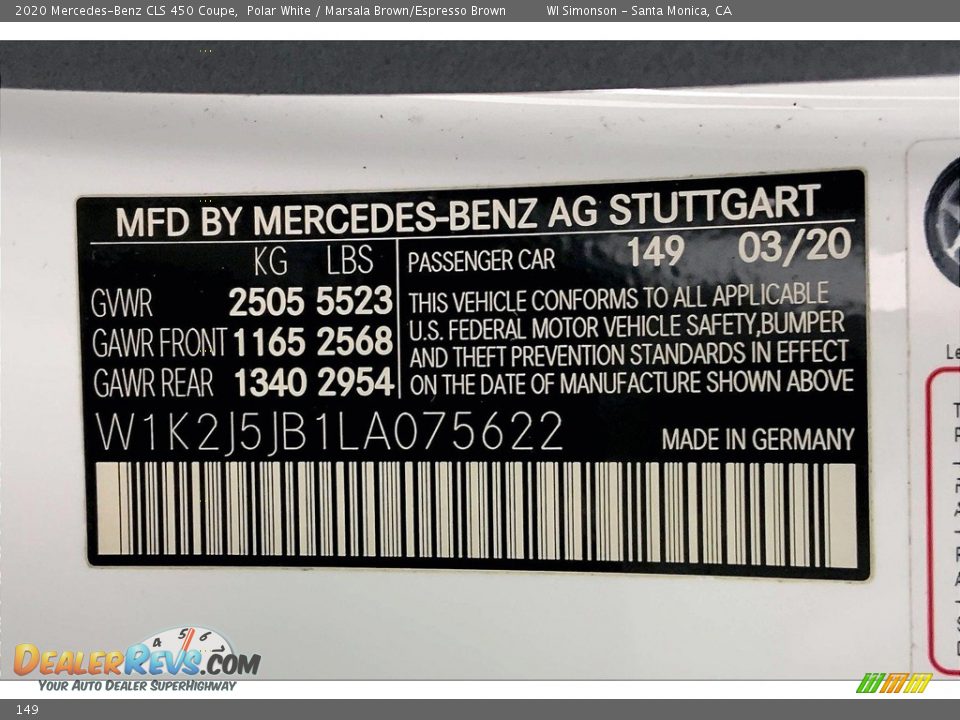 2020 Mercedes-Benz CLS 450 Coupe, Polar White / Marsala Brown/Espresso Brown WI Simonson - Santa Monica, CA
MFD BY MERCEDES-BENZ AG STUTTGART
KG LBS
GVWR 2505 5523
GAWR FRONT 1165 2568
GAWR REAR 1340 2954
PASSENGER CAR 149 03/20
THIS VEHICLE CONFORMS TO ALL APPLICABLE
U.S. FEDERAL MOTOR VEHICLE SAFETY,BUMPER
AND THEFT PREVENTION STANDARDS IN EFFECT
ON THE DATE OF MANUFACTURE SHOWN ABOVE
W1K2J5JB1LA075622
MADE IN GERMANY
4 5 6 7
DealerRevs.com
Your Auto Dealer SuperHighway
149